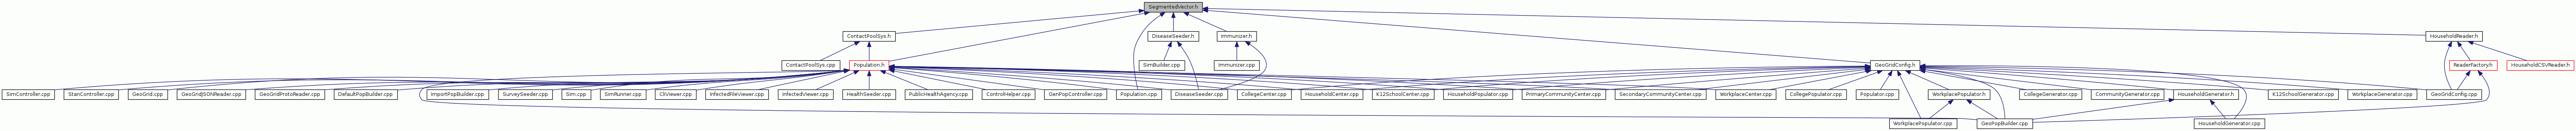 SegmentedVector.h
ContactPoolSys.h
DiseaseSeeder.h
Immunizer.h
HouseholdReader.h
ContactPoolSys.cpp
Population.h
SimBuilder.cpp
Immunizer.cpp
GeoGridConfig.h
ReaderFactory.h
HouseholdCSVReader.h
SimController.cpp
StanController.cpp
GeoGrid.cpp
GeoGridJSONReader.cpp
GeoGridProtoReader.cpp
DefaultPopBuilder.cpp
ImportPopBuilder.cpp
SurveySeeder.cpp
Sim.cpp
SimRunner.cpp
CliViewer.cpp
InfectedFileViewer.cpp
InfectedViewer.cpp
HealthSeeder.cpp
PublicHealthAgency.cpp
ControlHelper.cpp
GenPopController.cpp
Population.cpp
DiseaseSeeder.cpp
CollegeCenter.cpp
HouseholdCenter.cpp
K12SchoolCenter.cpp
HouseholdPopulator.cpp
PrimaryCommunityCenter.cpp
SecondaryCommunityCenter.cpp
WorkplaceCenter.cpp
CollegePopulator.cpp
Populator.cpp
WorkplacePopulator.h
CollegeGenerator.cpp
CommunityGenerator.cpp
HouseholdGenerator.h
K12SchoolGenerator.cpp
WorkplaceGenerator.cpp
GeoGridConfig.cpp
WorkplacePopulator.cpp
GeoPopBuilder.cpp
HouseholdGenerator.cpp